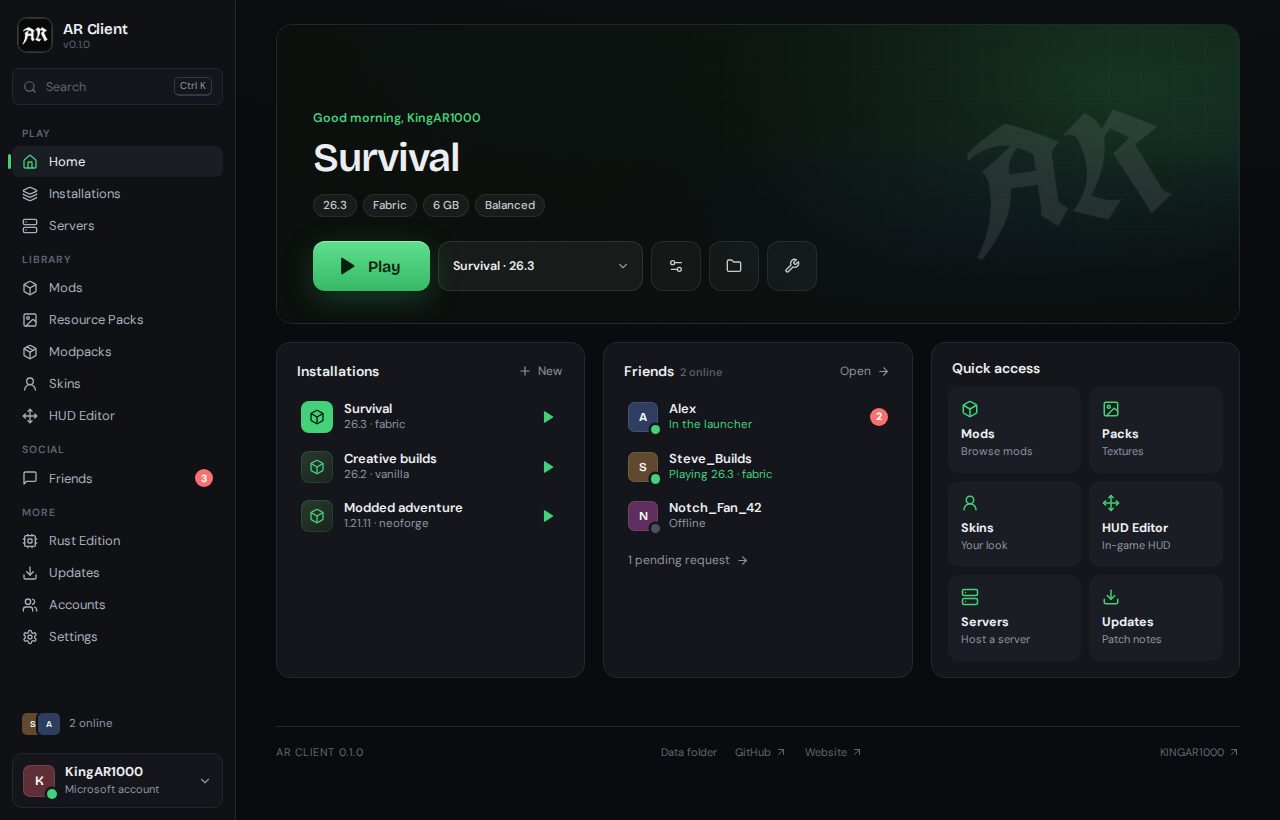 AR
AR Client
v0.1.0
Search
Ctrl K
PLAY
Home
Installations
Servers
LIBRARY
Mods
Resource Packs
Modpacks
Skins
HUD Editor
SOCIAL
Friends
3
MORE
Rust Edition
Updates
Accounts
Settings
S
A
2 online
K
KingAR1000
Microsoft account
Good morning, KingAR1000
Survival
26.3
Fabric
6 GB
Balanced
Play
Survival · 26.3
AR
Installations
New
Survival
26.3 · fabric
Creative builds
26.2 · vanilla
Modded adventure
1.21.11 · neoforge
Friends 2 online
Open
A
Alex
In the launcher
2
S
Steve_Builds
Playing 26.3 · fabric
N
Notch_Fan_42
Offline
1 pending request
Quick access
Mods
Browse mods
Packs
Textures
Skins
Your look
HUD Editor
In-game HUD
Servers
Host a server
Updates
Patch notes
AR CLIENT 0.1.0
Data folder
GitHub
Website
KINGAR1000